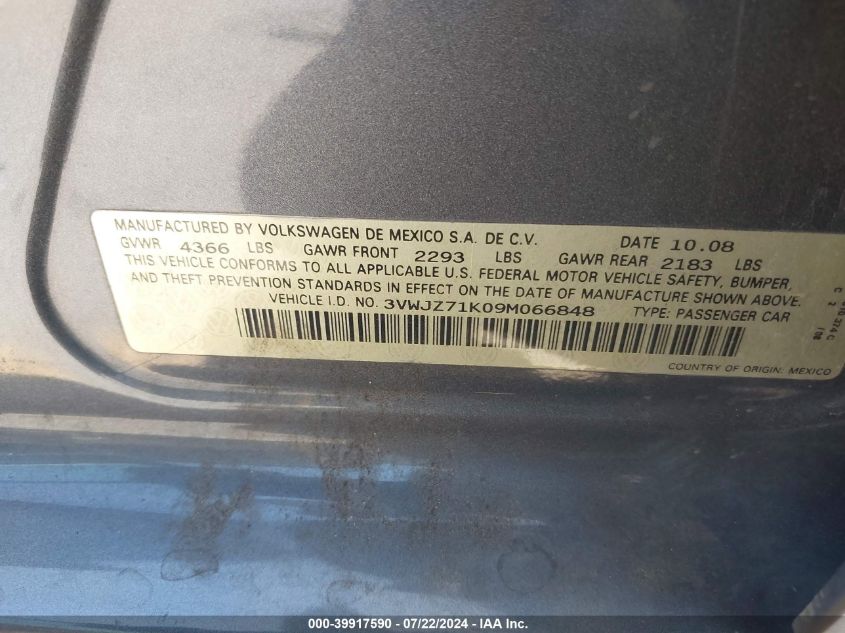 MANUFACTURED BY VOLKSWAGEN DE MEXICO S.A. DE C.V. DATE 10.08
GVWR 4366 LBS GAWR FRONT 2293 LBS GAWR REAR 2183 LBS
THIS VEHICLE CONFORMS TO ALL APPLICABLE U.S. FEDERAL MOTOR VEHICLE SAFETY, BUMPER,
AND THEFT PREVENTION STANDARDS IN EFFECT ON THE DATE OF MANUFACTURE SHOWN ABOVE.
VEHICLE I.D. NO. 3VWJZ71K09M066848 TYPE: PASSENGER CAR
COUNTRY OF ORIGIN: MEXICO
000-39917590 - 07/22/2024 - IAA Inc.